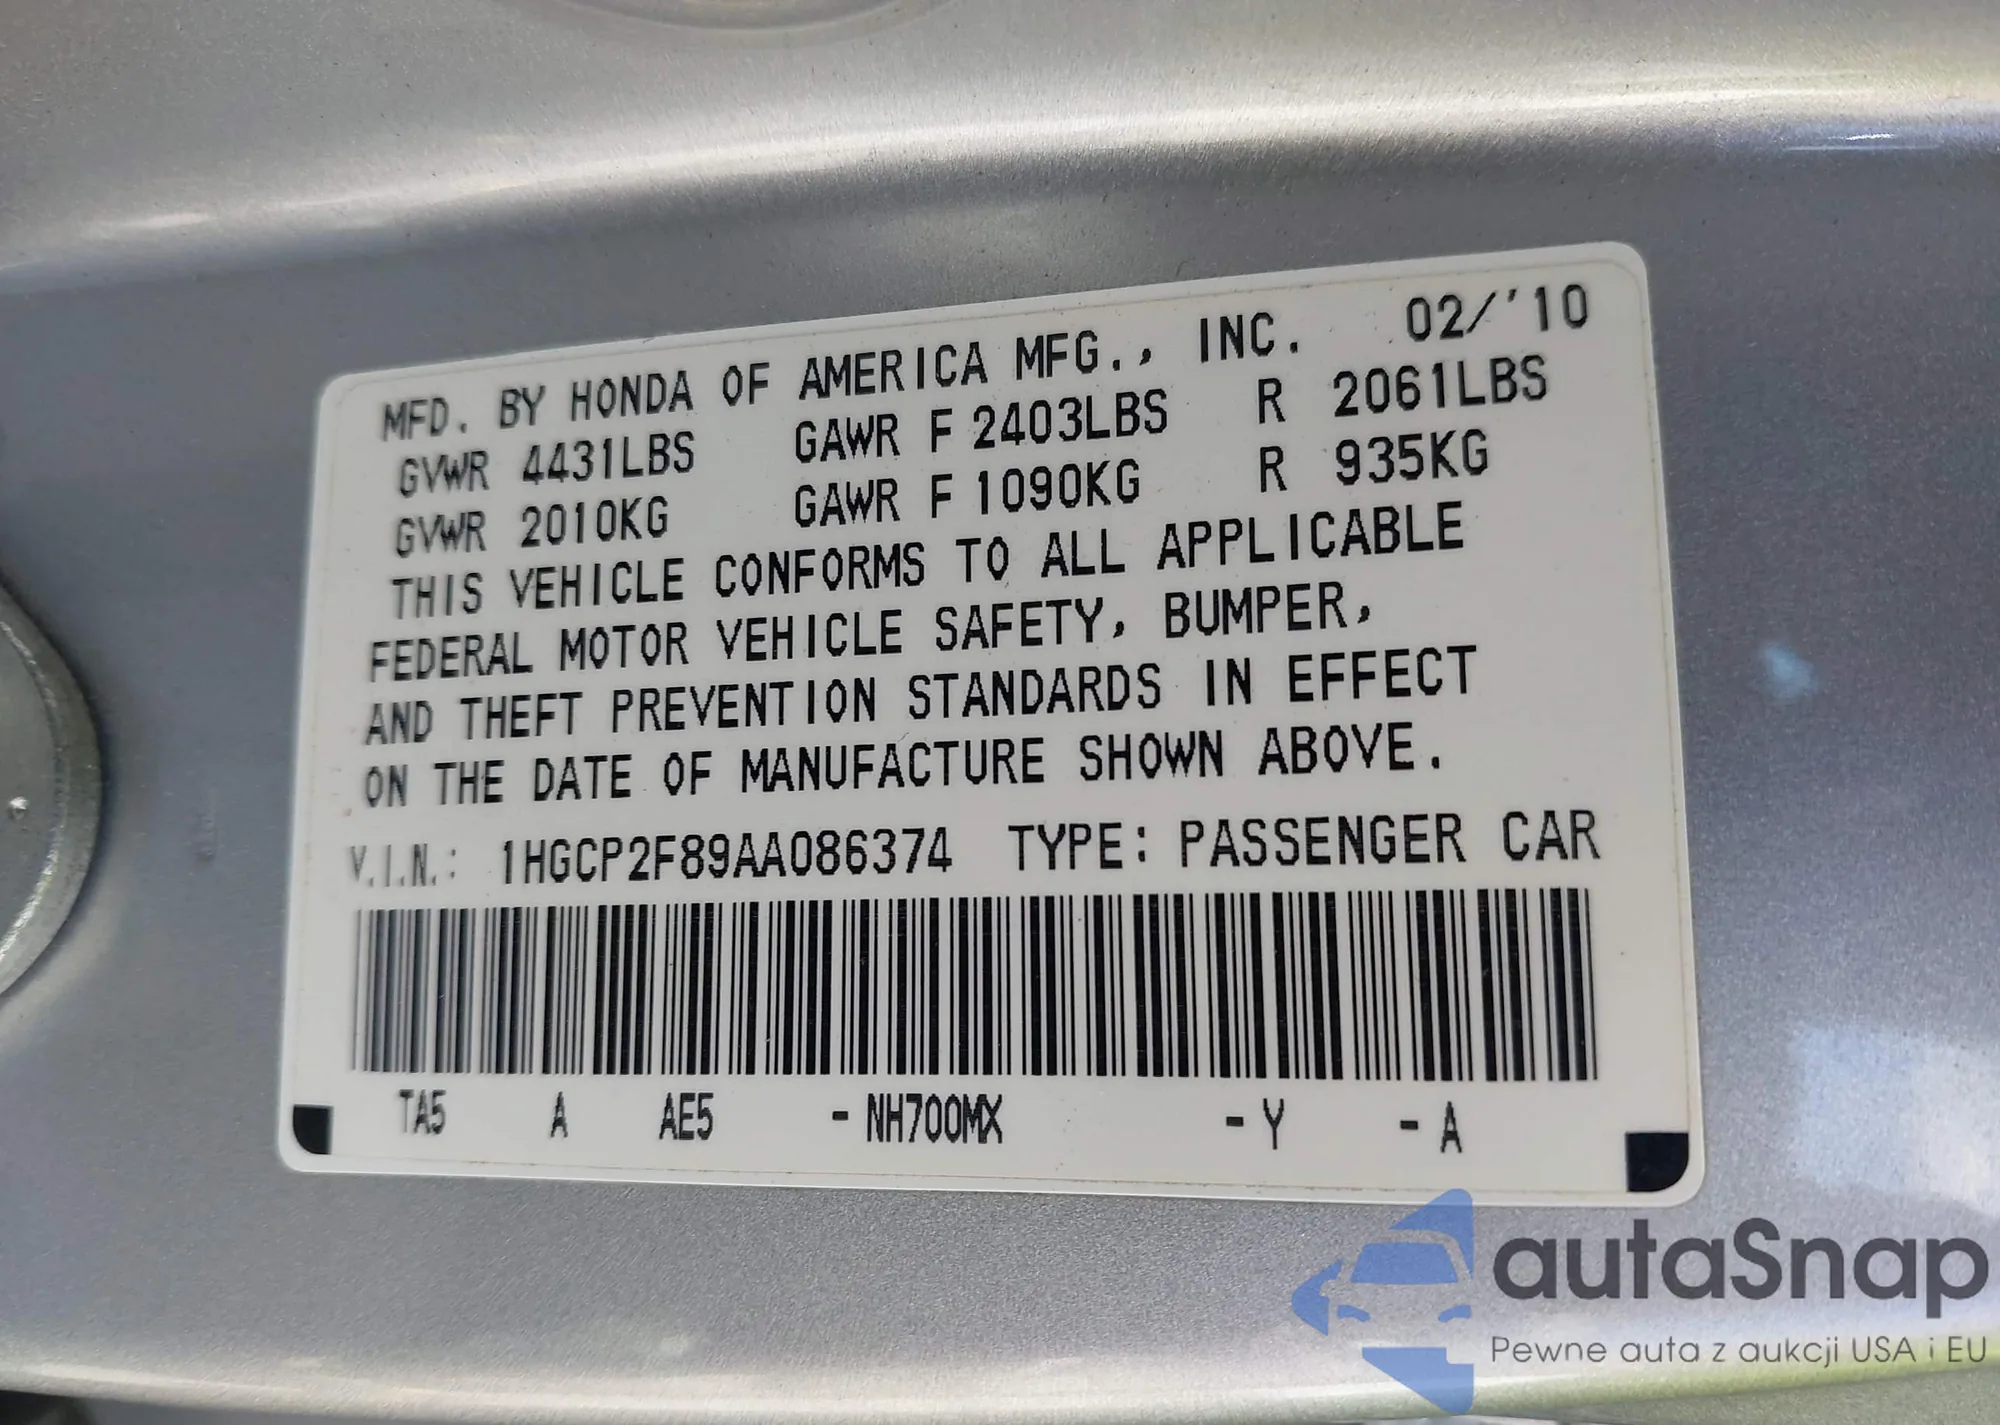 MFD. BY HONDA OF AMERICA MFG., INC. 02/'10
GVWR 4431LBS GAWR F 2403LBS R 2061LBS
GVWR 2010KG GAWR F 1090KG R 935KG
THIS VEHICLE CONFORMS TO ALL APPLICABLE
FEDERAL MOTOR VEHICLE SAFETY, BUMPER,
AND THEFT PREVENTION STANDARDS IN EFFECT
ON THE DATE OF MANUFACTURE SHOWN ABOVE.
V.I.N.: 1HGCP2F89AA086374 TYPE: PASSENGER CAR
TA5 A AE5 - NH700MX - Y - A
autaSnap
Pewne auta z aukcji USA i EU